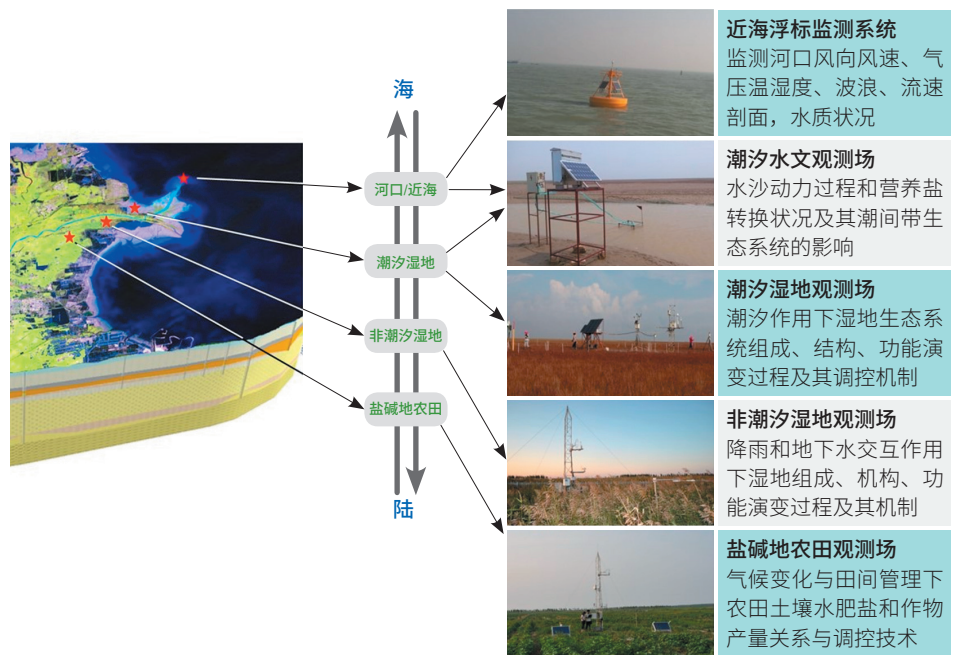 海
河口/近海
潮汐湿地
非潮汐湿地
盐碱地农田
陆
近海浮标监测系统
监测河口风向风速、气
压温湿度、波浪、流速
剖面，水质状况
潮汐水文观测场
水沙动力过程和营养盐
转换状况及其潮间带生
态系统的影响
潮汐湿地观测场
潮汐作用下湿地生态系
统组成、结构、功能演
变过程及其调控机制
非潮汐湿地观测场
降雨和地下水交互作用
下湿地组成、机构、功
能演变过程及其机制
盐碱地农田观测场
气候变化与田间管理下
农田土壤水肥盐和作物
产量关系与调控技术